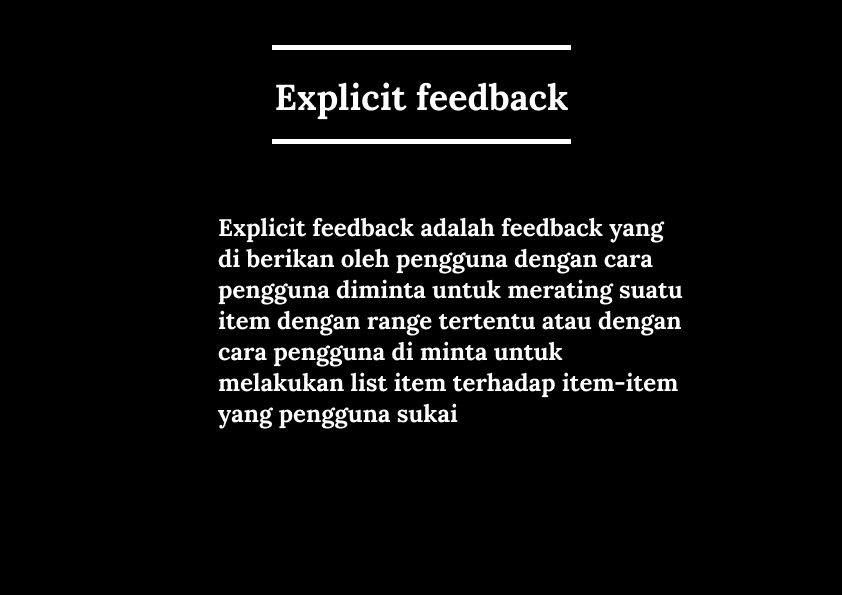 Explicit feedback
Explicit feedback adalah feedback yang
di berikan oleh pengguna dengan cara
pengguna diminta untuk merating suatu
item dengan range tertentu atau dengan
cara pengguna di minta untuk
melakukan list item terhadap item-item
yang pengguna sukai